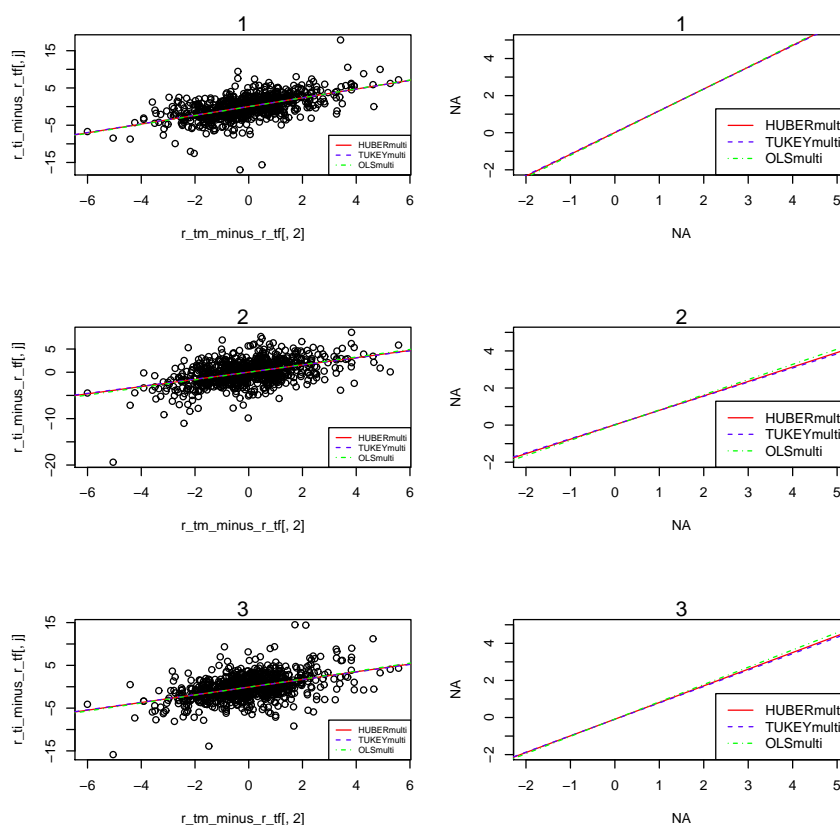 1
r_ti_minus_r_tf[, j]
15
5
−5
−15
−6
−4
−2
0
2
4
6
r_tm_minus_r_tf[, 2]
HUBERmulti
TUKEYmulti
OLSmulti
1
NA
4
2
0
−2
−2
−1
0
1
2
3
4
5
NA
HUBERmulti
TUKEYmulti
OLSmulti
2
r_ti_minus_r_tf[, j]
5
0
−10
−20
−6
−4
−2
0
2
4
6
r_tm_minus_r_tf[, 2]
HUBERmulti
TUKEYmulti
OLSmulti
2
NA
4
2
0
−2
−2
−1
0
1
2
3
4
5
NA
HUBERmulti
TUKEYmulti
OLSmulti
3
r_ti_minus_r_tf[, j]
15
5
−5
−15
−6
−4
−2
0
2
4
6
r_tm_minus_r_tf[, 2]
HUBERmulti
TUKEYmulti
OLSmulti
3
NA
4
2
0
−2
−2
−1
0
1
2
3
4
5
NA
HUBERmulti
TUKEYmulti
OLSmulti